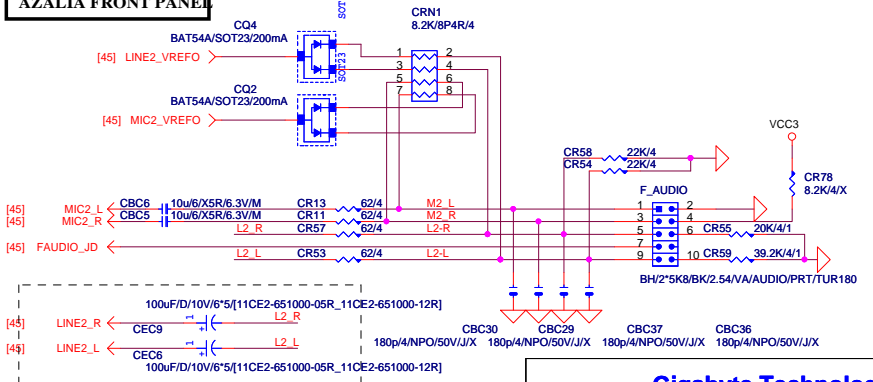 AZALIA FRONT PANEL
SOT
CQ4
BAT54A/SOT23/200mA
[45] LINE2_VREFO
SOT23
CRN1
8.2K/8P4R/4
1 2
3 4
5 6
7 8
CQ2
BAT54A/SOT23/200mA
[45] MIC2_VREFO
VCC3
CR58 22K/4
CR54 22K/4
CR78
8.2K/4/X
F_AUDIO
[45] MIC2_L CBC6 10u/6/X5R/6.3V/M CR13 62/4 M2_L 1 2
[45] MIC2_R CBC5 10u/6/X5R/6.3V/M CR11 62/4 M2_R 3 4
L2_R CR57 62/4 L2-R 5 6 CR55 20K/4/1
[45] FAUDIO_JD 7
L2_L CR53 62/4 L2-L 9 10 CR59 39.2K/4/1
BH/2*5K8/BK/2.54/VA/AUDIO/PRT/TUR180
100uF/D/10V/6*5/[11CE2-651000-05R_11CE2-651000-12R]
[45] LINE2_R 1 + L2_R
CEC9
[45] LINE2_L 1 + L2_L
CEC6
100uF/D/10V/6*5/[11CE2-651000-05R_11CE2-651000-12R]
CBC30 CBC29 CBC37 CBC36
180p/4/NPO/50V/J/X 180p/4/NPO/50V/J/X 180p/4/NPO/50V/J/X 180p/4/NPO/50V/J/X